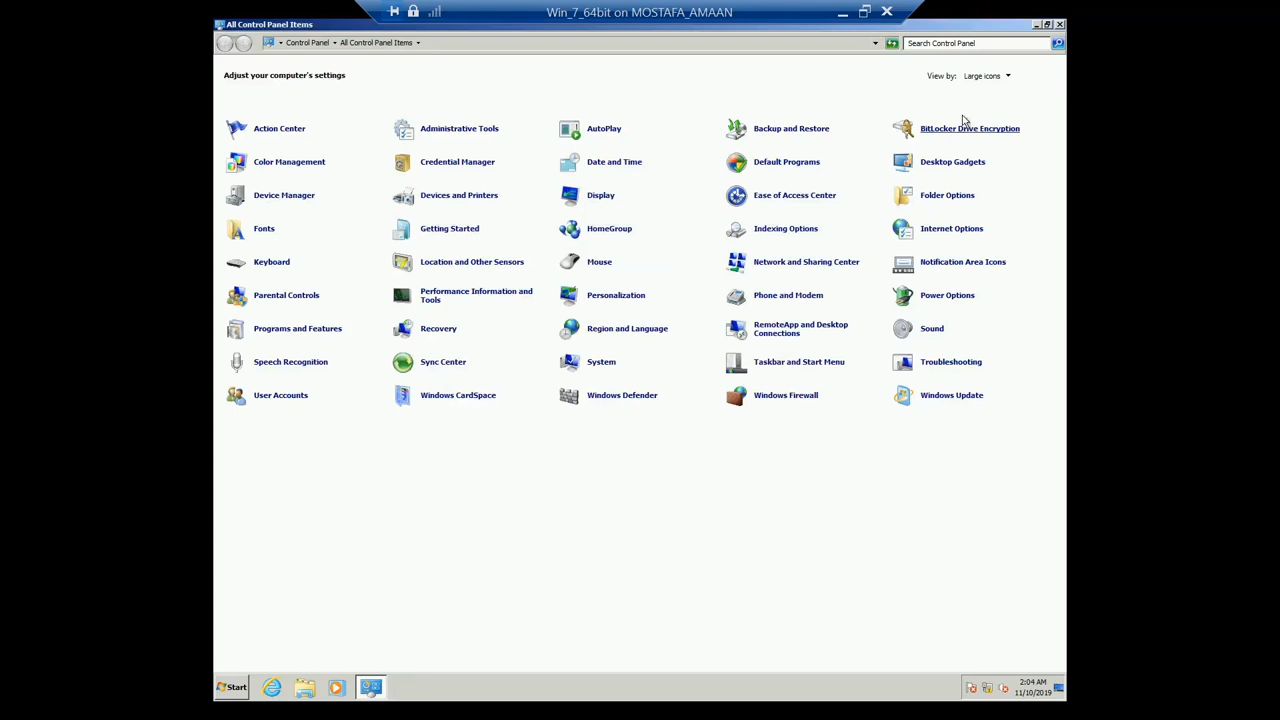 Win_7_64bit on MOSTAFA_AMAAN
All Control Panel Items
Control Panel All Control Panel Items
Search Control Panel
Adjust your computer's settings
View by: Large icons
Action Center
Administrative Tools
AutoPlay
Backup and Restore
BitLocker Drive Encryption
Color Management
Credential Manager
Date and Time
Default Programs
Desktop Gadgets
Device Manager
Devices and Printers
Display
Ease of Access Center
Folder Options
Fonts
Getting Started
HomeGroup
Indexing Options
Internet Options
Keyboard
Location and Other Sensors
Mouse
Network and Sharing Center
Notification Area Icons
Parental Controls
Performance Information and
Tools
Personalization
Phone and Modem
Power Options
Programs and Features
Recovery
Region and Language
RemoteApp and Desktop
Connections
Sound
Speech Recognition
Sync Center
System
Taskbar and Start Menu
Troubleshooting
User Accounts
Windows CardSpace
Windows Defender
Windows Firewall
Windows Update
Start
2:04 AM
11/10/2019